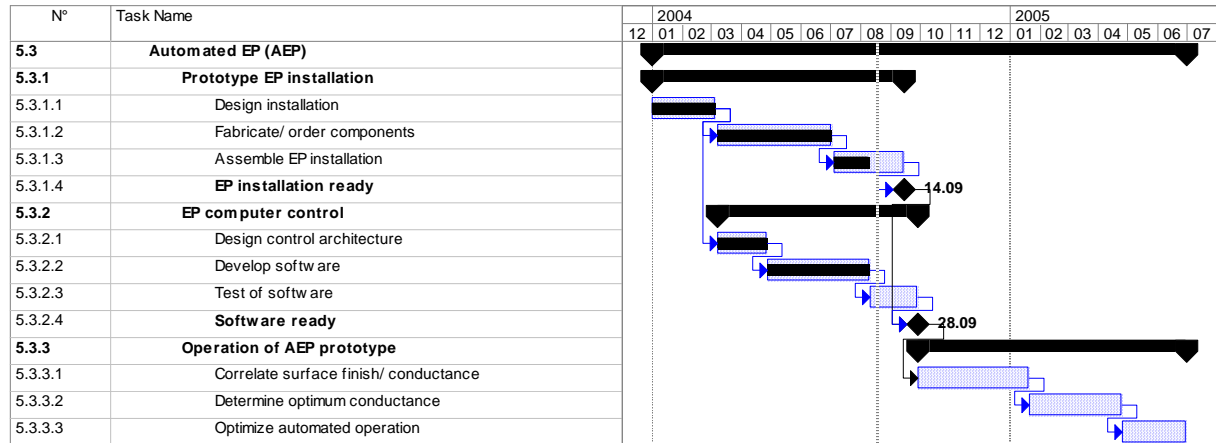 N° Task Name 2004 2005
12 01 02 03 04 05 06 07 08 09 10 11 12 01 02 03 04 05 06 07
5.3 Automated EP (AEP)
5.3.1 Prototype EP installation
5.3.1.1 Design installation
5.3.1.2 Fabricate/ order components
5.3.1.3 Assemble EP installation
5.3.1.4 EP installation ready 14.09
5.3.2 EP computer control
5.3.2.1 Design control architecture
5.3.2.2 Develop software
5.3.2.3 Test of software
5.3.2.4 Software ready 28.09
5.3.3 Operation of AEP prototype
5.3.3.1 Correlate surface finish/ conductance
5.3.3.2 Determine optimum conductance
5.3.3.3 Optimize automated operation